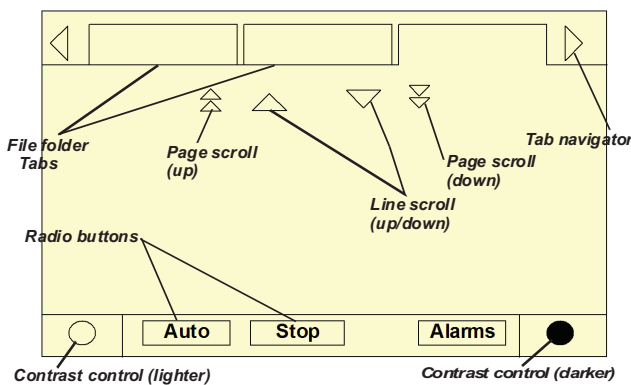 File folder
Tabs
Page scroll
(up)
Line scroll
(up/down)
Page scroll
(down)
Tab navigator
Radio buttons
Auto
Stop
Alarms
Contrast control (lighter)
Contrast control (darker)